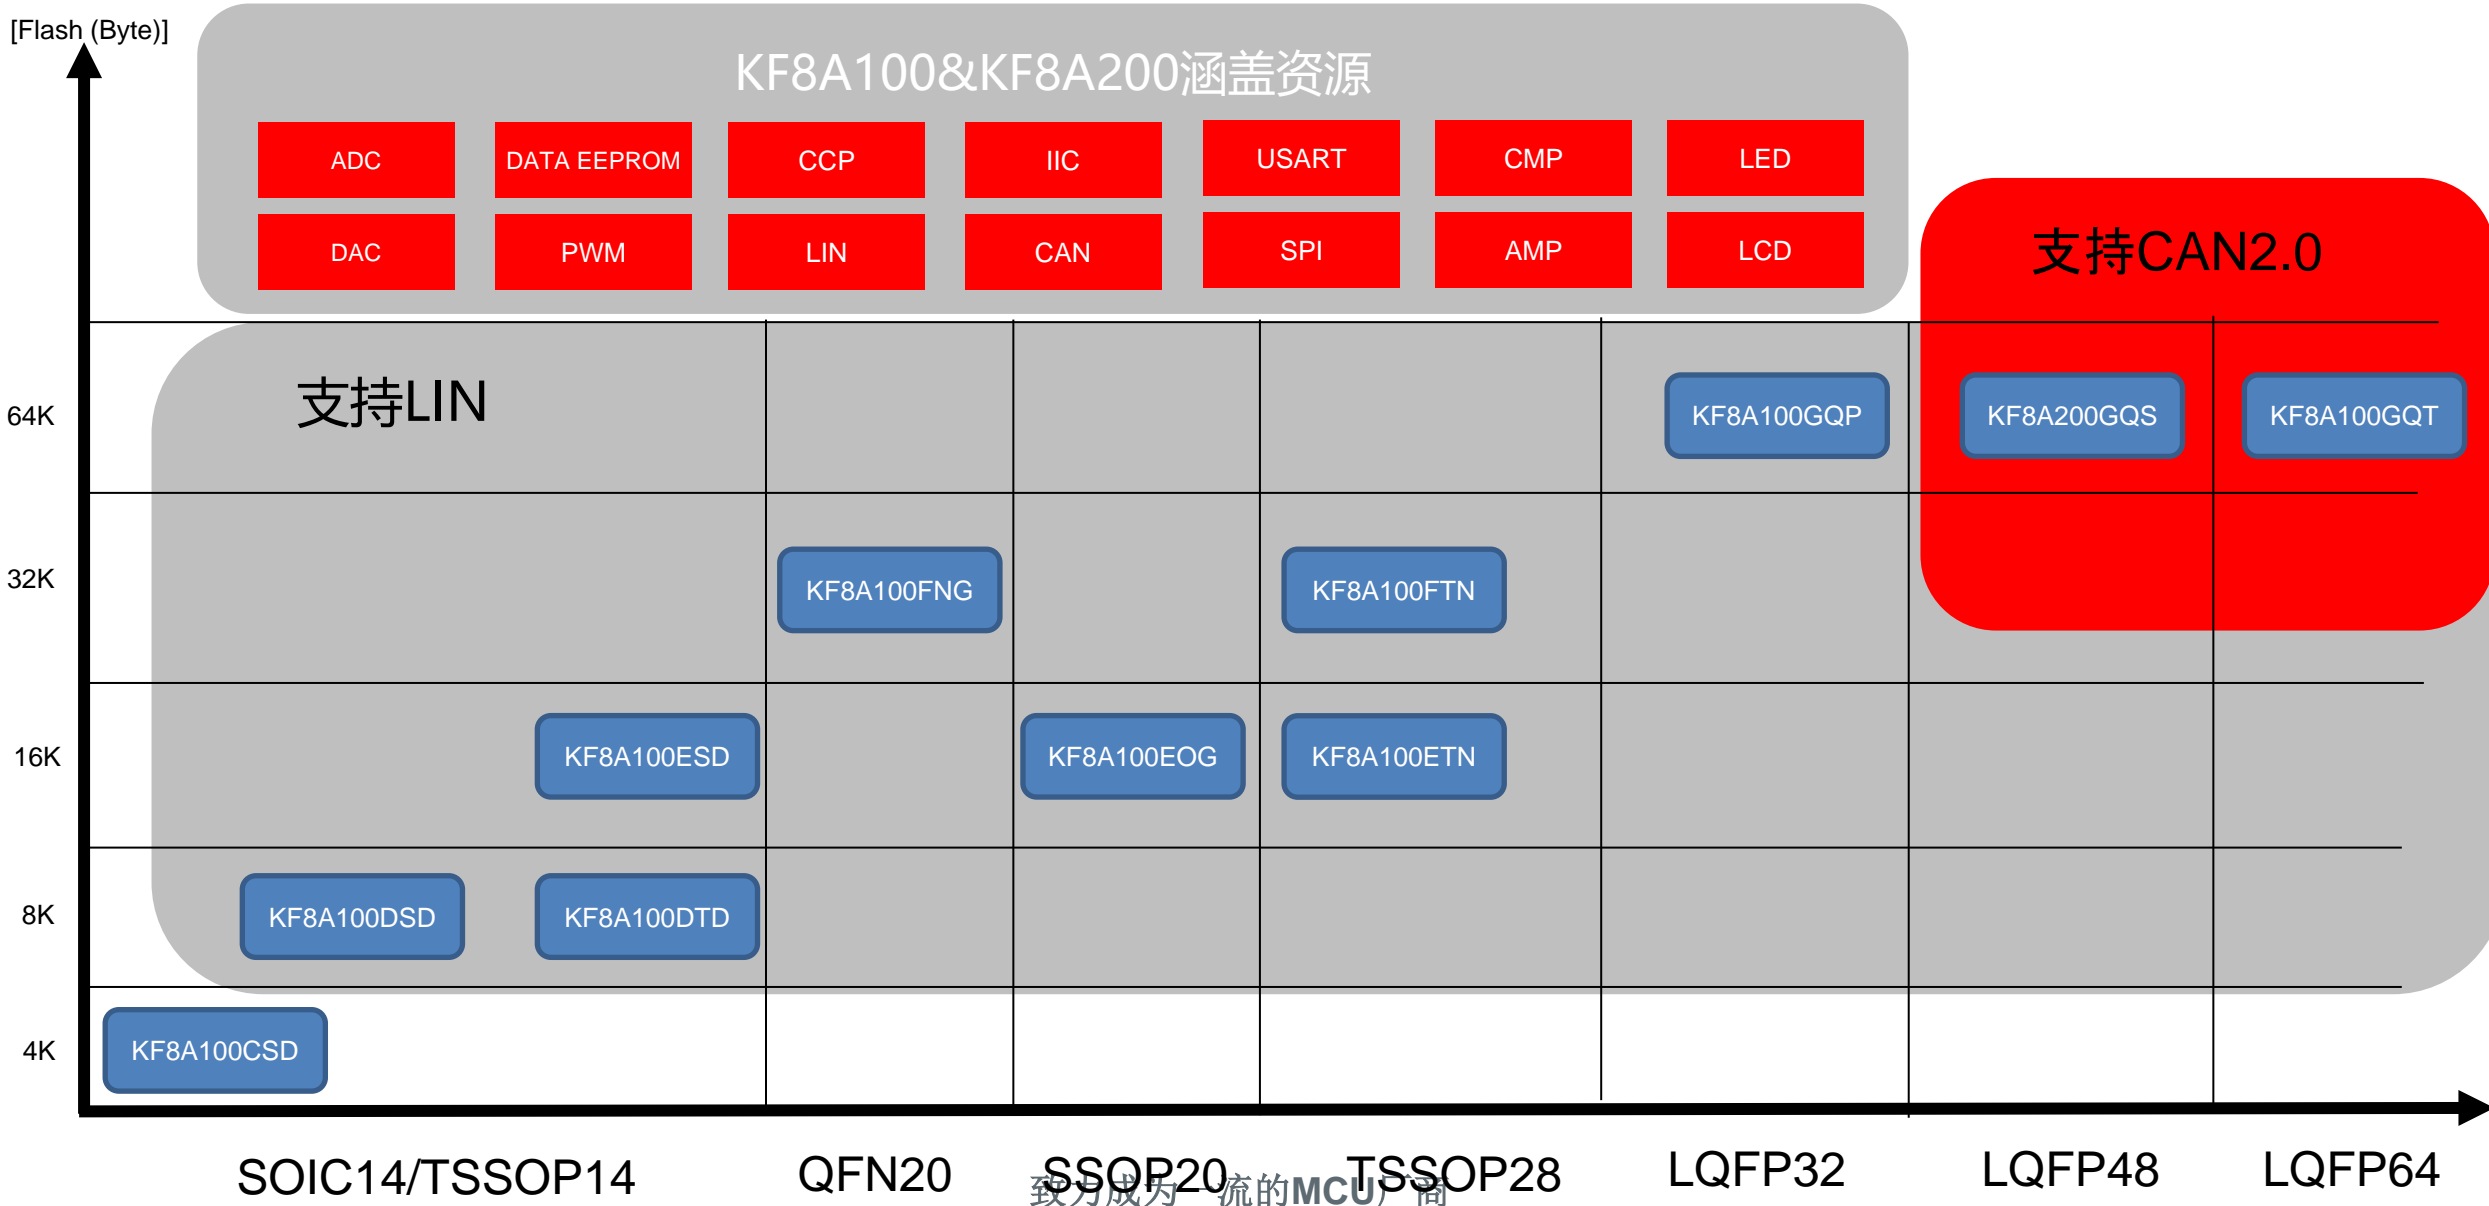 [Flash (Byte)]
KF8A100&KF8A200涵盖资源
ADC
DATA EEPROM
CCP
IIC
USART
CMP
LED
DAC
PWM
LIN
CAN
SPI
AMP
LCD
支持CAN2.0
支持LIN
64K
KF8A100GQP
KF8A200GQS
KF8A100GQT
32K
KF8A100FNG
KF8A100FTN
16K
KF8A100ESD
KF8A100EOG
KF8A100ETN
8K
KF8A100DSD
KF8A100DTD
4K
KF8A100CSD
SOIC14/TSSOP14
QFN20
SSOP20
TSSOP28
LQFP32
LQFP48
LQFP64
致力成为一流的MCU厂商